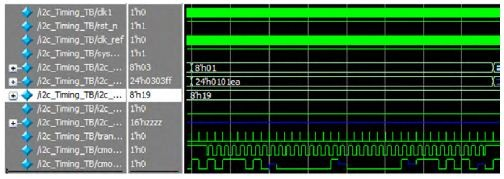 /i2c_Timing_TB/clk1 1'h0
/i2c_Timing_TB/rst_n 1'h1
/i2c_Timing_TB/clk_ref 1'h0
/i2c_Timing_TB/sys... 1'h1
/i2c_Timing_TB/i2c_... 8'h03 8'h01
/i2c_Timing_TB/i2c_... 24'h0303ff 24'h0101ea
/i2c_Timing_TB/i2c_... 8'h19 8'h19
/i2c_Timing_TB/i2c_... 1'h0
/i2c_Timing_TB/i2c_... 16'hzzzz
/i2c_Timing_TB/tran... 1'h0
/i2c_Timing_TB/cmo... 1'h0
/i2c_Timing_TB/cmo... 1'h0